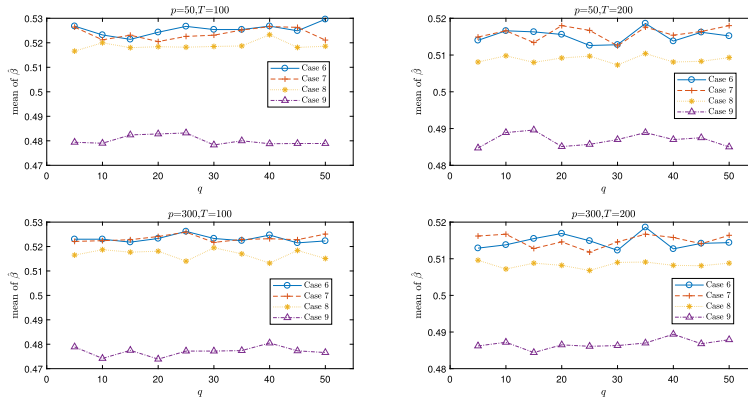 p=50,T=100
0.53
0.52
0.51
0.5
0.49
0.48
0.47
mean of β̂
0 10 20 30 40 50
q
Case 6
Case 7
Case 8
Case 9
p=50,T=200
0.52
0.51
0.5
0.49
0.48
mean of β̂
0 10 20 30 40 50
q
Case 6
Case 7
Case 8
Case 9
p=300,T=100
0.53
0.52
0.51
0.5
0.49
0.48
0.47
mean of β̂
0 10 20 30 40 50
q
Case 6
Case 7
Case 8
Case 9
p=300,T=200
0.52
0.51
0.5
0.49
0.48
mean of β̂
0 10 20 30 40 50
q
Case 6
Case 7
Case 8
Case 9